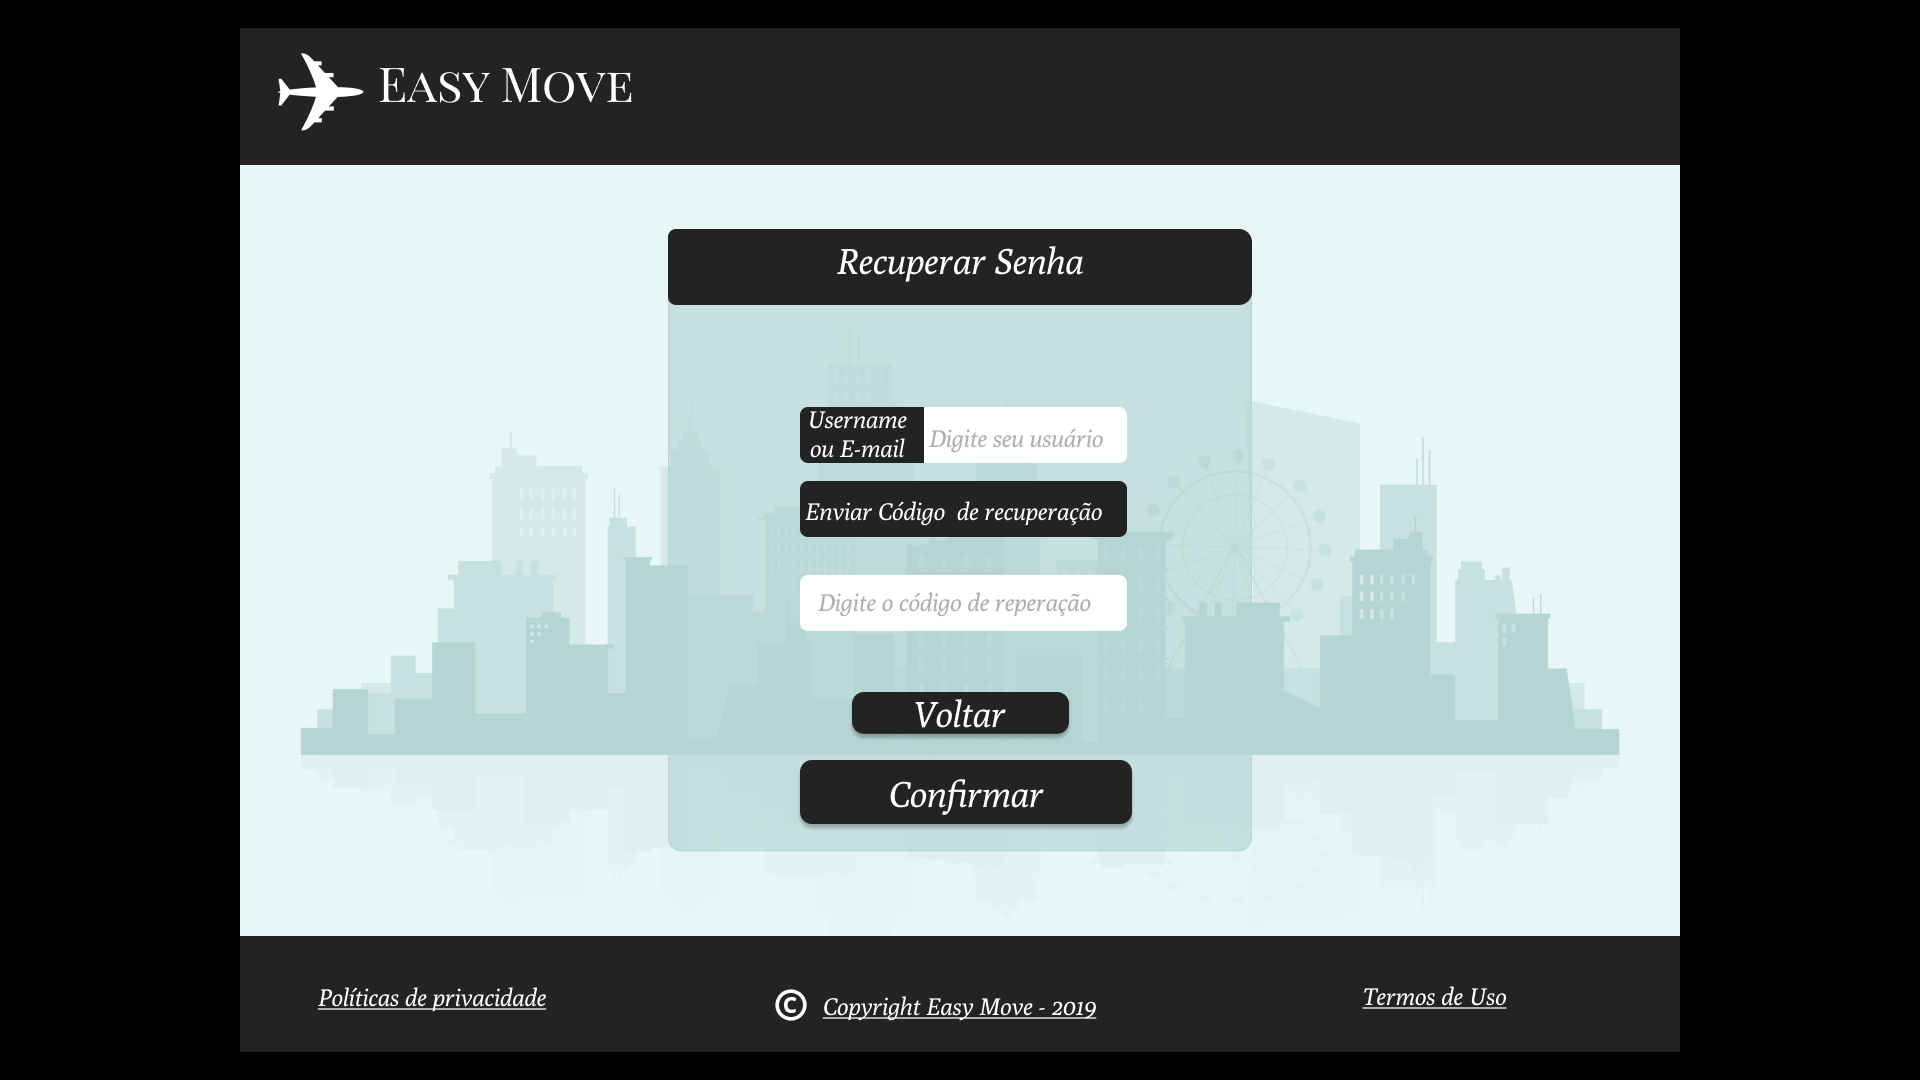 Easy Move
Recuperar Senha
Username
ou E-mail
Digite seu usuário
Enviar Código  de recuperação
Digite o código de reperação
Voltar
Confirmar
Políticas de privacidade
© Copyright Easy Move - 2019
Termos de Uso